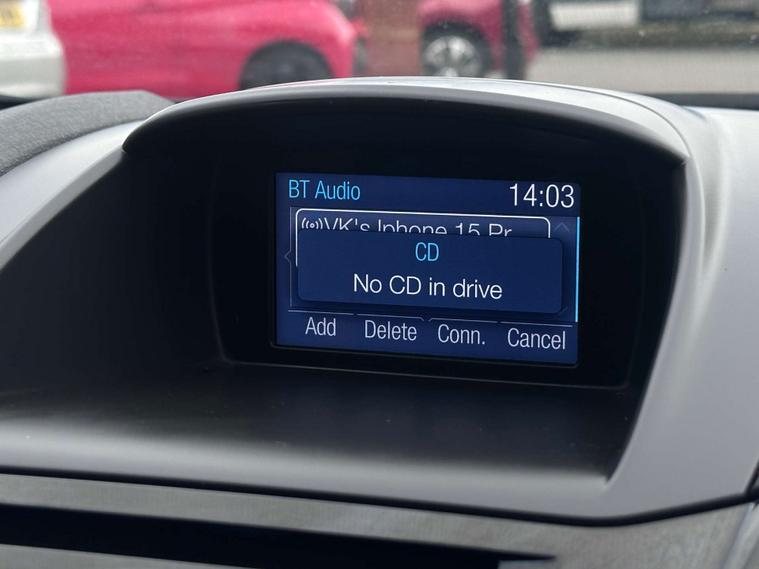 BT Audio 14:03
VK's Iphone 15 Pr
CD
No CD in drive
Add Delete Conn. Cancel